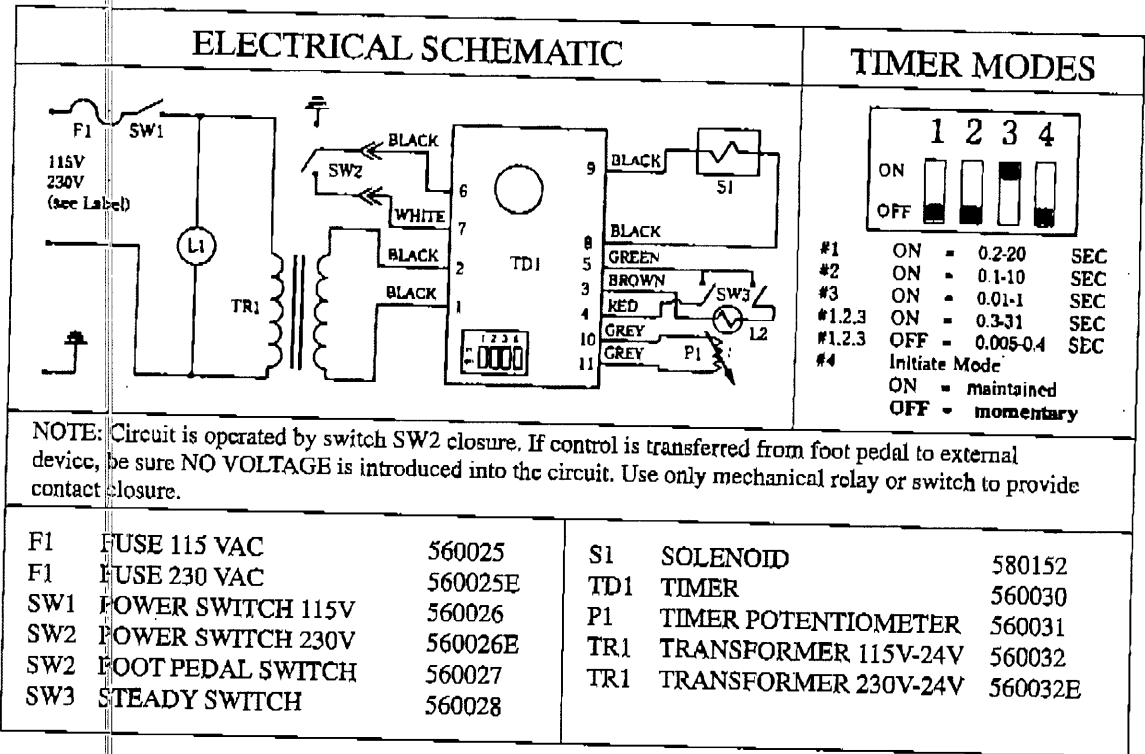 ELECTRICAL SCHEMATIC
F1 SW1
115V
230V
(see Label)
L1
TR1
SW2
BLACK
WHITE
BLACK
BLACK
6
7
2
1
TD1
1 2 3 4
9
8
5
3
4
10
11
BLACK
S1
BLACK
GREEN
BROWN
RED
GREY
GREY
SW3
L2
P1
TIMER MODES
1 2 3 4
ON
OFF
#1 ON = 0.2-20 SEC
#2 ON = 0.1-10 SEC
#3 ON = 0.01-1 SEC
#1.2.3 ON = 0.3-31 SEC
#1.2.3 OFF = 0.005-0.4 SEC
#4 Initiate Mode
ON = maintained
OFF = momentary
NOTE: Circuit is operated by switch SW2 closure. If control is transferred from foot pedal to external
device, be sure NO VOLTAGE is introduced into the circuit. Use only mechanical relay or switch to provide
contact closure.
F1 FUSE 115 VAC 560025
F1 FUSE 230 VAC 560025E
SW1 POWER SWITCH 115V 560026
SW2 POWER SWITCH 230V 560026E
SW2 FOOT PEDAL SWITCH 560027
SW3 STEADY SWITCH 560028
S1 SOLENOID 580152
TD1 TIMER 560030
P1 TIMER POTENTIOMETER 560031
TR1 TRANSFORMER 115V-24V 560032
TR1 TRANSFORMER 230V-24V 560032E